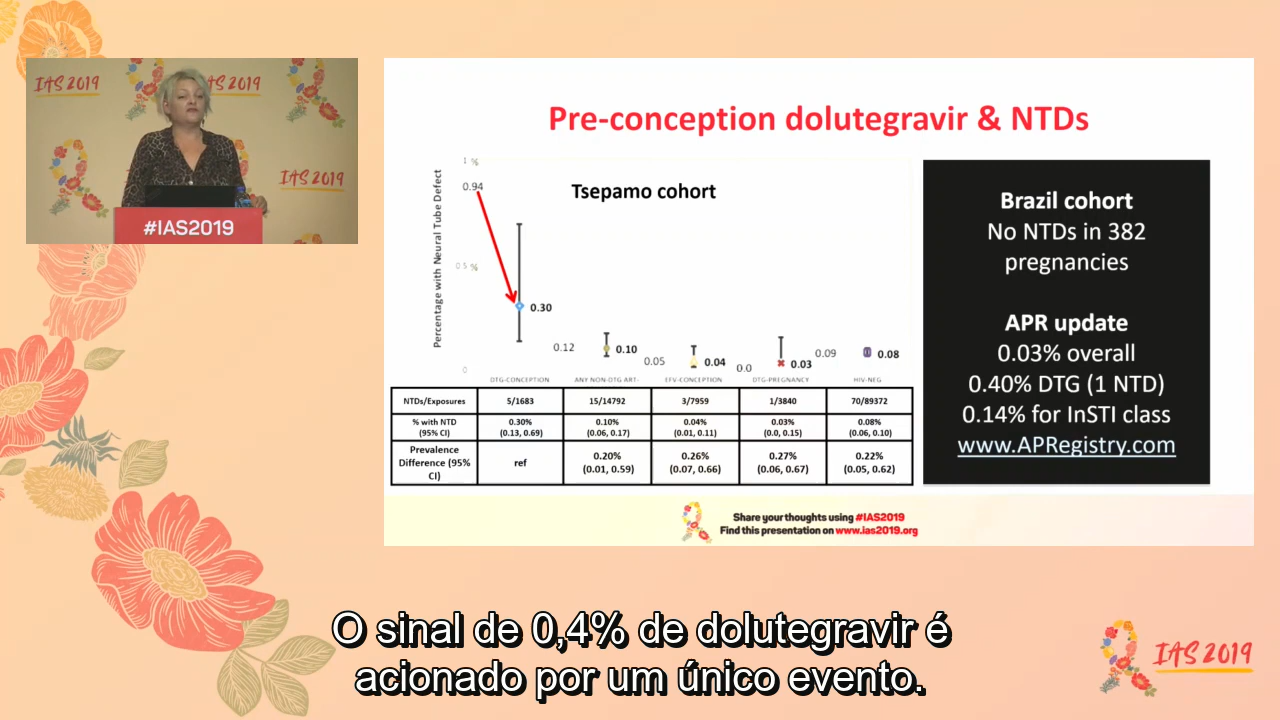 IAS 2019
IAS 2019
IAS 2019
#IAS2019
Pre-conception dolutegravir & NTDs
Tsepamo cohort
Percentage with Neural Tube Defect
1 %
0.94
0.5 %
0
0.30
0.12
0.10
0.05
0.04
0.0
0.03
0.09
0.08
DTG-CONCEPTION ANY NON-DTG ART- EFV-CONCEPTION DTG-PREGNANCY HIV-NEG
NTDs/Exposures 5/1683 15/14792 3/7959 1/3840 70/89372
% with NTD 0.30% 0.10% 0.04% 0.03% 0.08%
(95% CI) (0.13, 0.69) (0.06, 0.17) (0.01, 0.11) (0.0, 0.15) (0.06, 0.10)
Prevalence
Difference (95% CI) ref 0.20% 0.26% 0.27% 0.22%
(0.01, 0.59) (0.07, 0.66) (0.06, 0.67) (0.05, 0.62)
Brazil cohort
No NTDs in 382
pregnancies
APR update
0.03% overall
0.40% DTG (1 NTD)
0.14% for InSTI class
www.APRegistry.com
Share your thoughts using #IAS2019
Find this presentation on www.ias2019.org
O sinal de 0,4% de dolutegravir é
acionado por um único evento.
IAS 2019